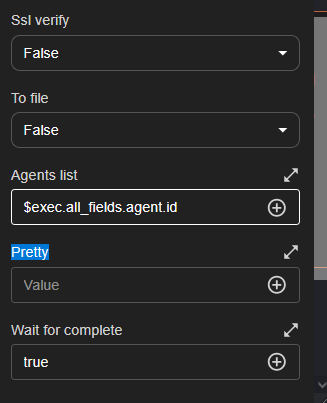 Ssl verify
False
To file
False
Agents list
$exec.all_fields.agent.id
Pretty
Value
Wait for complete
true